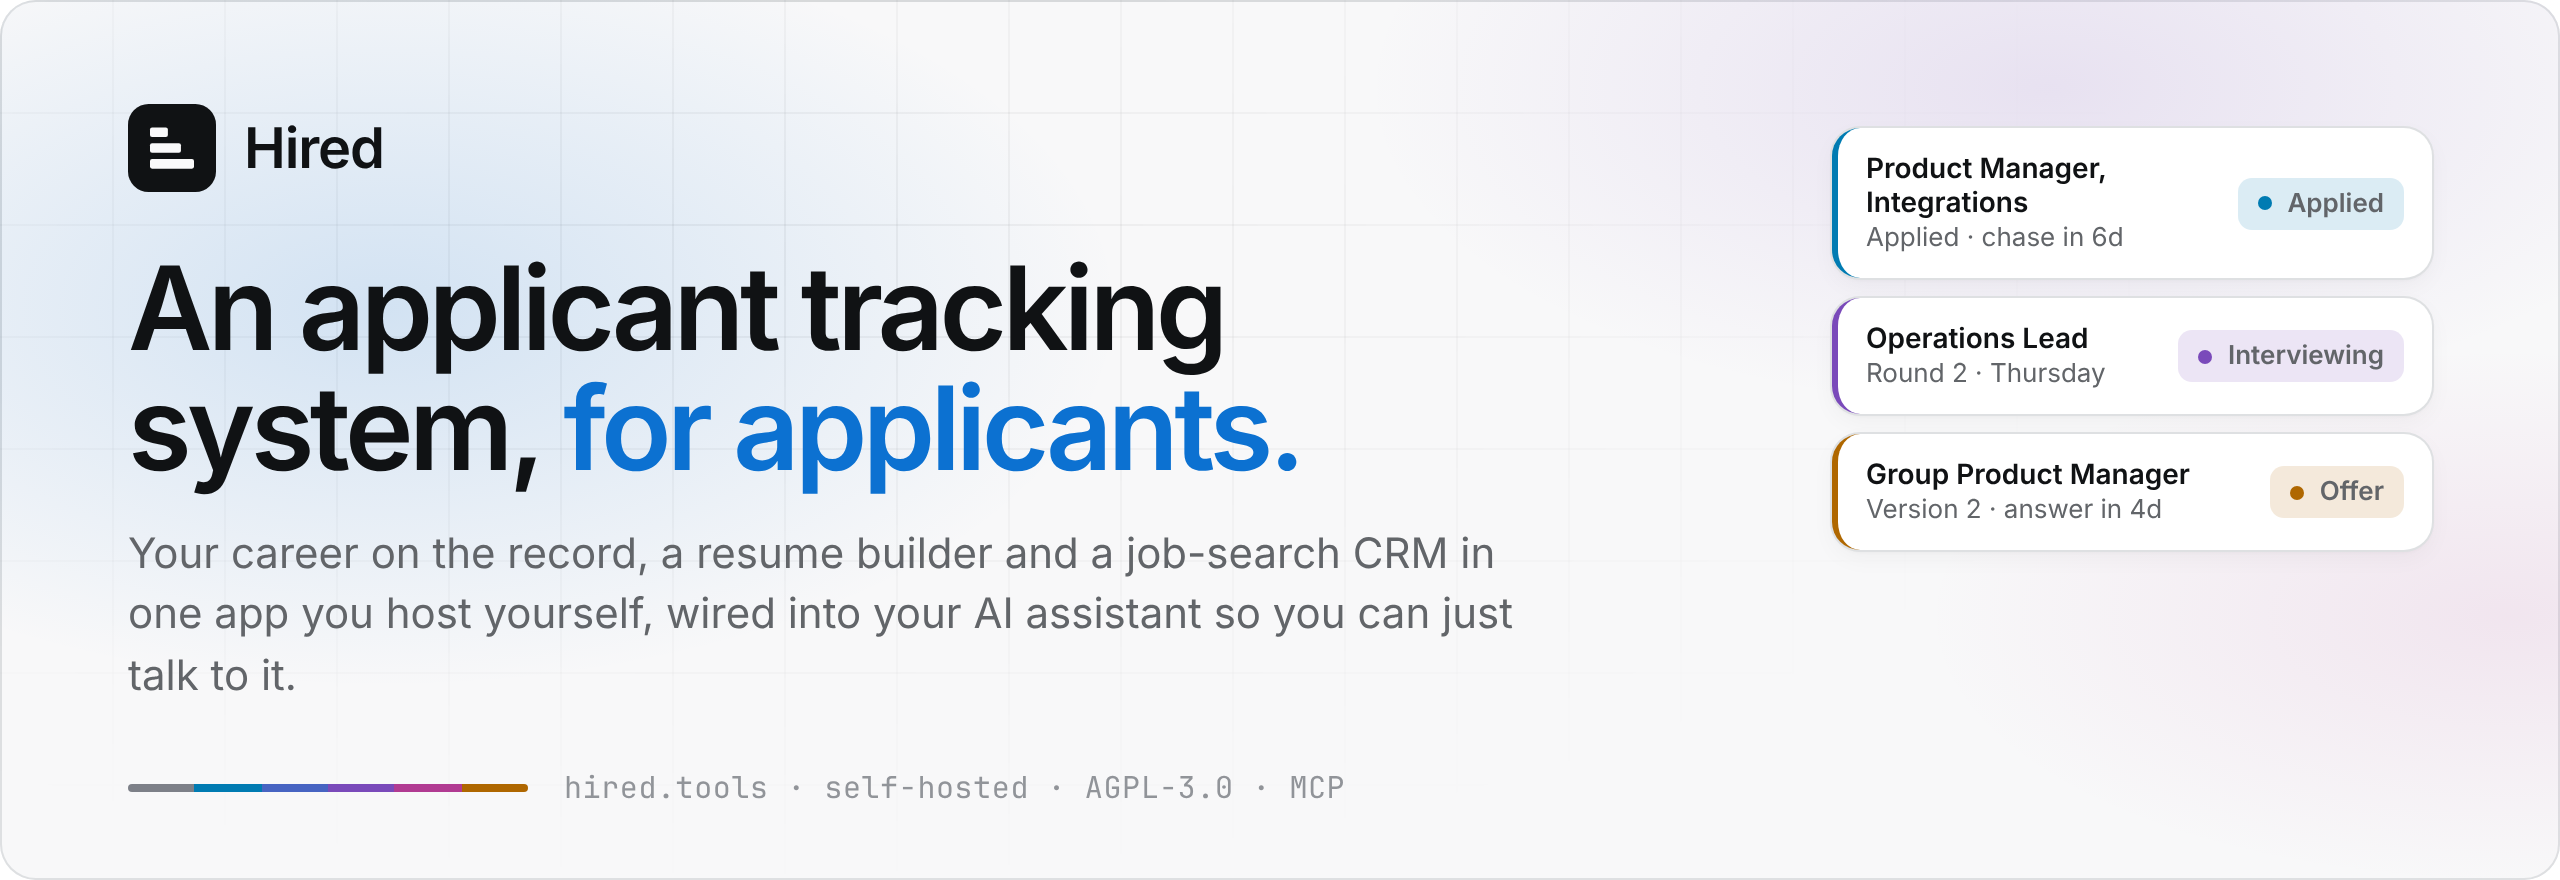 Hired
An applicant tracking
system, for applicants.
Your career on the record, a resume builder and a job-search CRM in
one app you host yourself, wired into your AI assistant so you can just
talk to it.
hired.tools · self-hosted · AGPL-3.0 · MCP
Product Manager,
Integrations
Applied · chase in 6d
Applied
Operations Lead
Round 2 · Thursday
Interviewing
Group Product Manager
Version 2 · answer in 4d
Offer